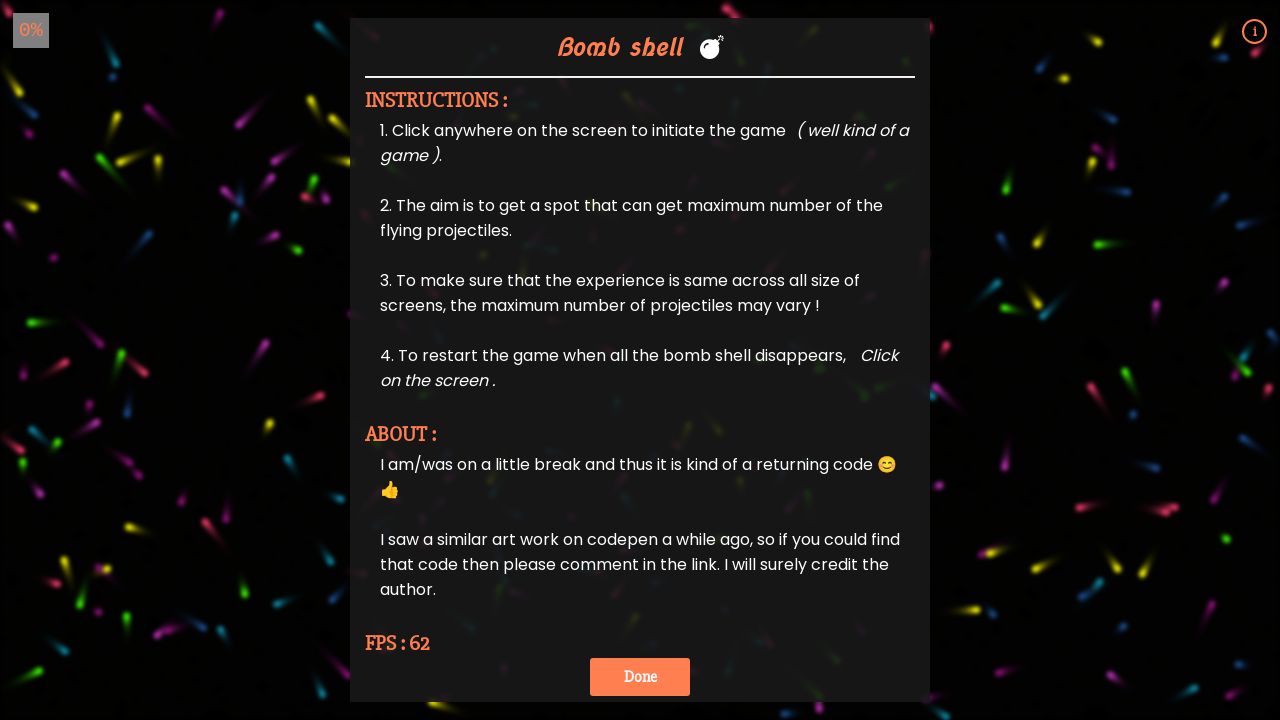 0%
i
Bomb shell 💣
INSTRUCTIONS :
1. Click anywhere on the screen to initiate the game ( well kind of a
game ).
2. The aim is to get a spot that can get maximum number of the
flying projectiles.
3. To make sure that the experience is same across all size of
screens, the maximum number of projectiles may vary !
4. To restart the game when all the bomb shell disappears, Click
on the screen .
ABOUT :
I am/was on a little break and thus it is kind of a returning code 😊
👍
I saw a similar art work on codepen a while ago, so if you could find
that code then please comment in the link. I will surely credit the
author.
FPS : 62
Done